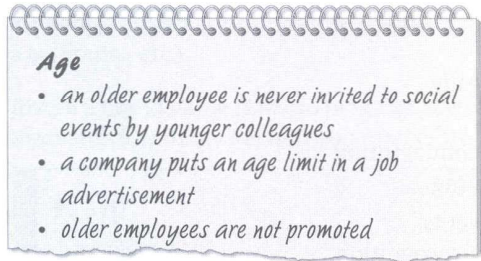 Age
• an older employee is never invited to social
events by younger colleagues
• a company puts an age limit in a job
advertisement
• older employees are not promoted